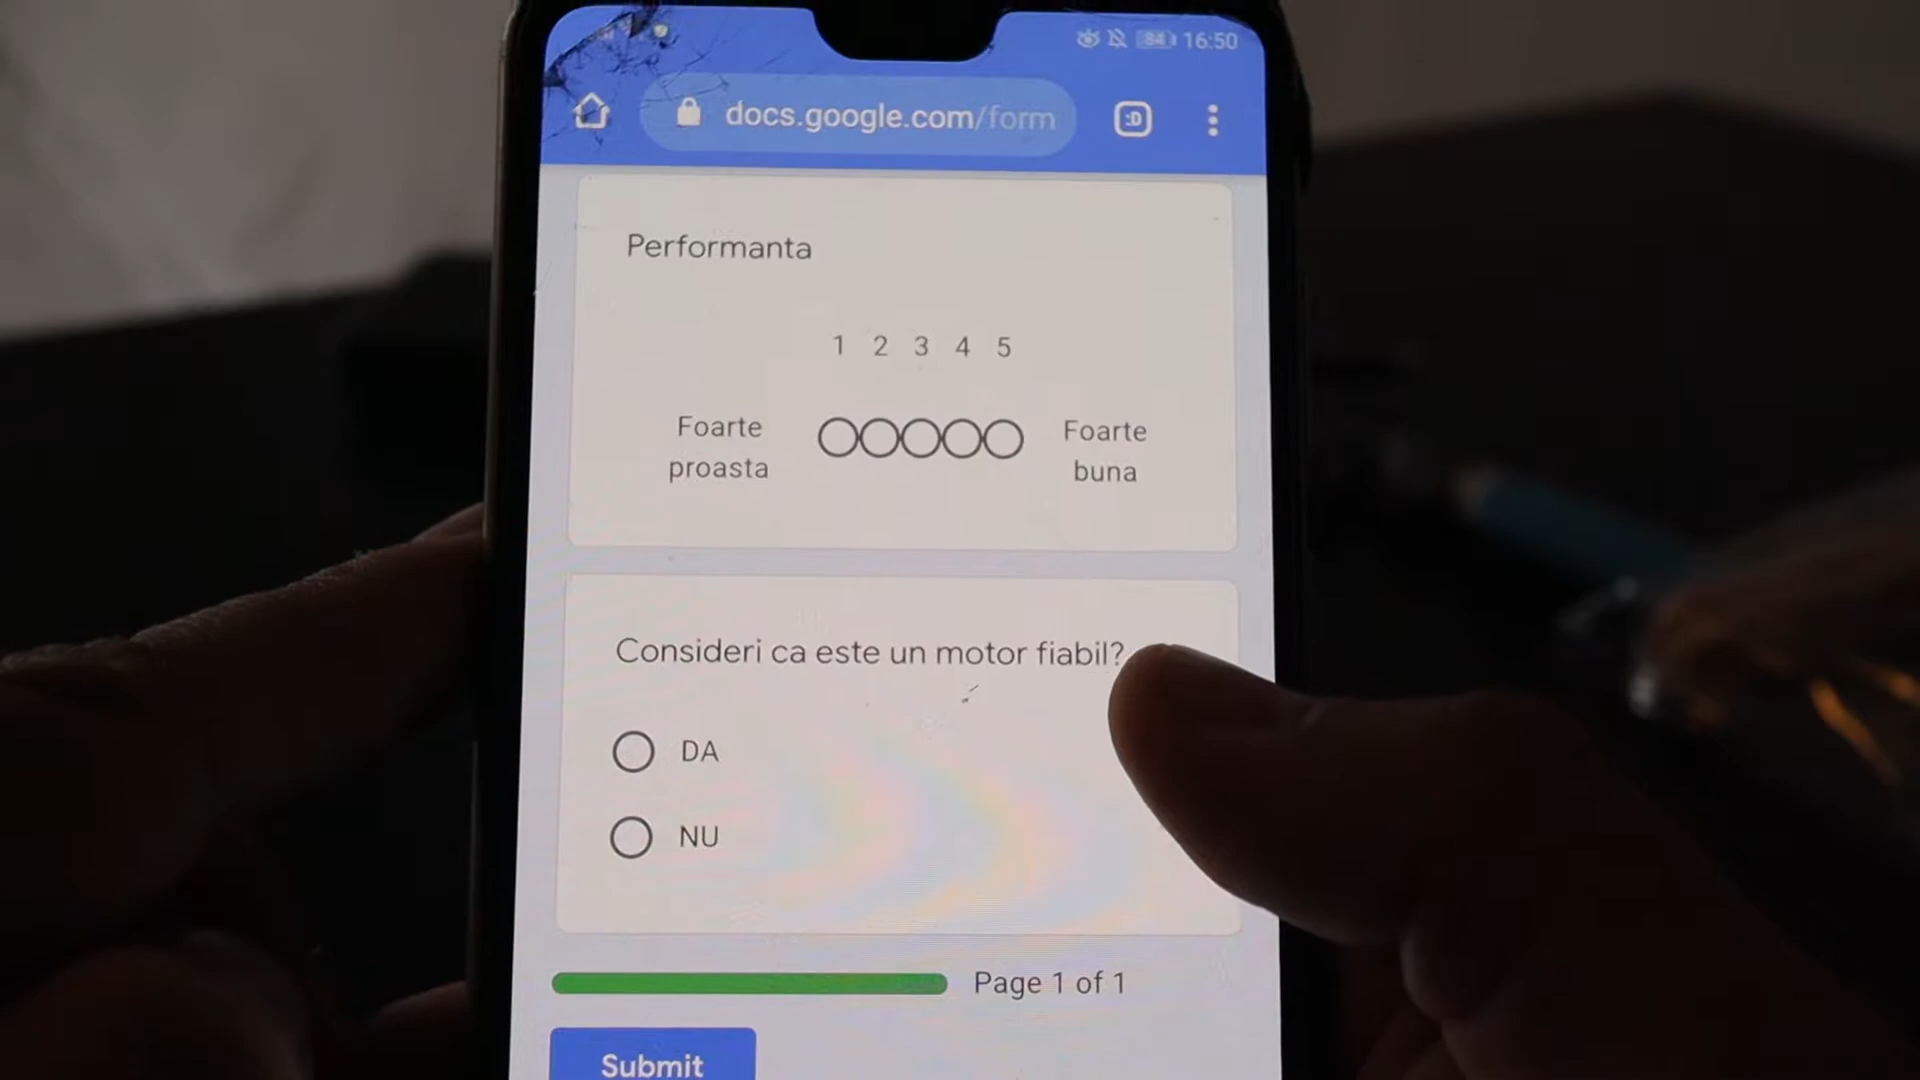 84 16:50
docs.google.com/form
:D
Performanta
1 2 3 4 5
Foarte
proasta
Foarte
buna
Consideri ca este un motor fiabil?
DA
NU
Page 1 of 1
Submit